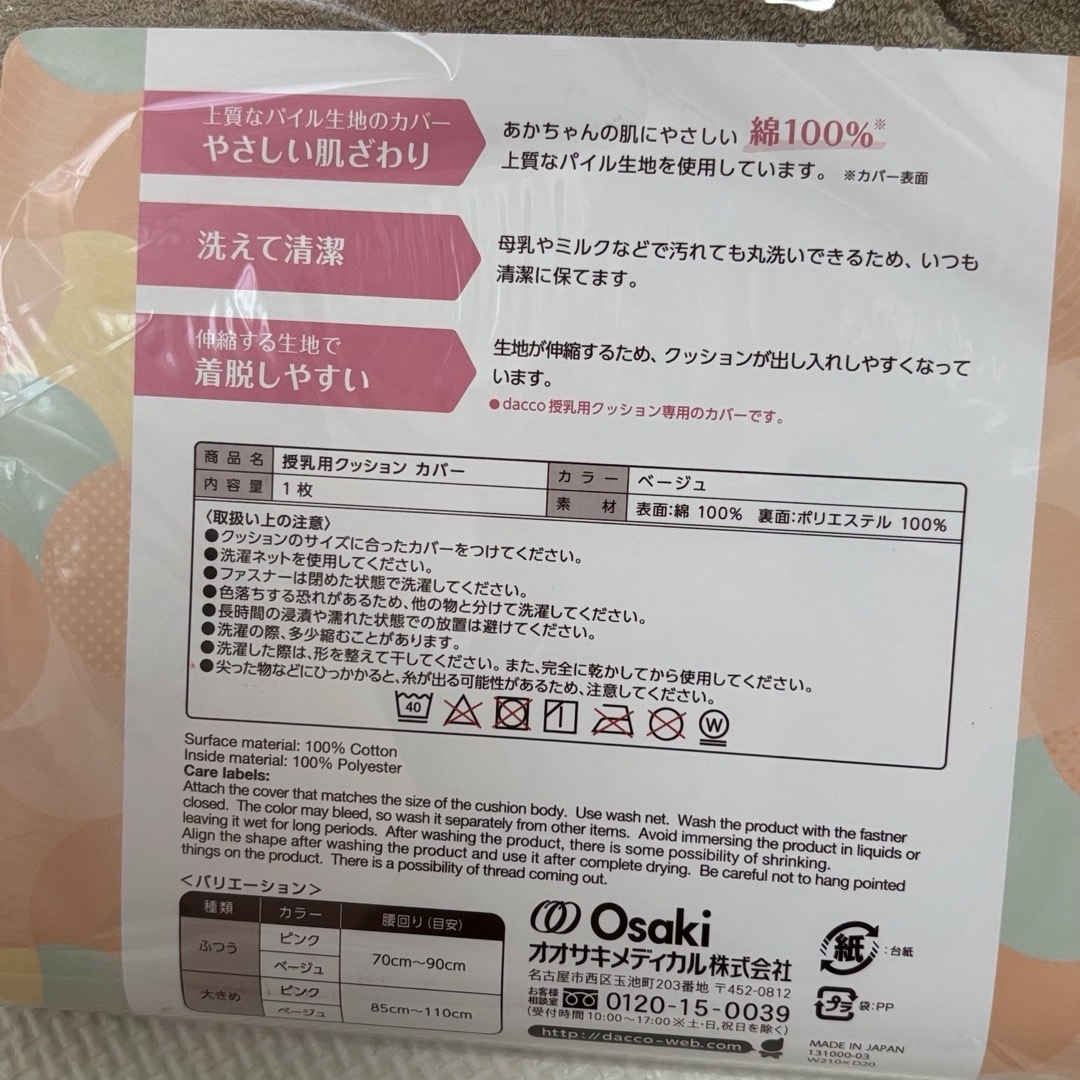 上質なパイル生地のカバー
やさしい肌ざわり
あかちゃんの肌にやさしい 綿100%※
上質なパイル生地を使用しています。 ※カバー表面
洗えて清潔
母乳やミルクなどで汚れても丸洗いできるため、いつも
清潔に保てます。
伸縮する生地で
着脱しやすい
生地が伸縮するため、クッションが出し入れしやすくなって
います。
●dacco 授乳用クッション専用のカバーです。
商品名 授乳用クッション カバー カラー ベージュ
内容量 1枚 素材 表面:綿 100% 裏面:ポリエステル 100%
〈取扱い上の注意〉
●クッションのサイズに合ったカバーをつけてください。
●洗濯ネットを使用してください。
●ファスナーは閉めた状態で洗濯してください。
●色落ちする恐れがあるため、他の物と分けて洗濯してください。
●長時間の浸漬や濡れた状態での放置は避けてください。
●洗濯の際、多少縮むことがあります。
●洗濯した際は、形を整えて干してください。また、完全に乾かしてから使用してください。
●尖った物などにひっかかると、糸が出る可能性があるため、注意してください。
40 W
Surface material: 100% Cotton
Inside material: 100% Polyester
Care labels:
Attach the cover that matches the size of the cushion body. Use wash net. Wash the product with the fastner
closed. The color may bleed, so wash it separately from other items. Avoid immersing the product in liquids or
leaving it wet for long periods. After washing the product, there is some possibility of shrinking.
Align the shape after washing the product and use it after complete drying. Be careful not to hang pointed
things on the product. There is a possibility of thread coming out.
＜バリエーション＞
種類 カラー 腰回り(目安)
ふつう ピンク 70cm～90cm
ベージュ
大きめ ピンク 85cm～110cm
ベージュ
Osaki
オオサキメディカル株式会社
名古屋市西区玉池町203番地 〒452-0812
お客様相談室 0120-15-0039
(受付時間10:00～17:00※土・日,祝日を除く)
http://dacco-web.com
紙 :台紙
プラ 袋:PP
MADE IN JAPAN
131000-03
W210×D20